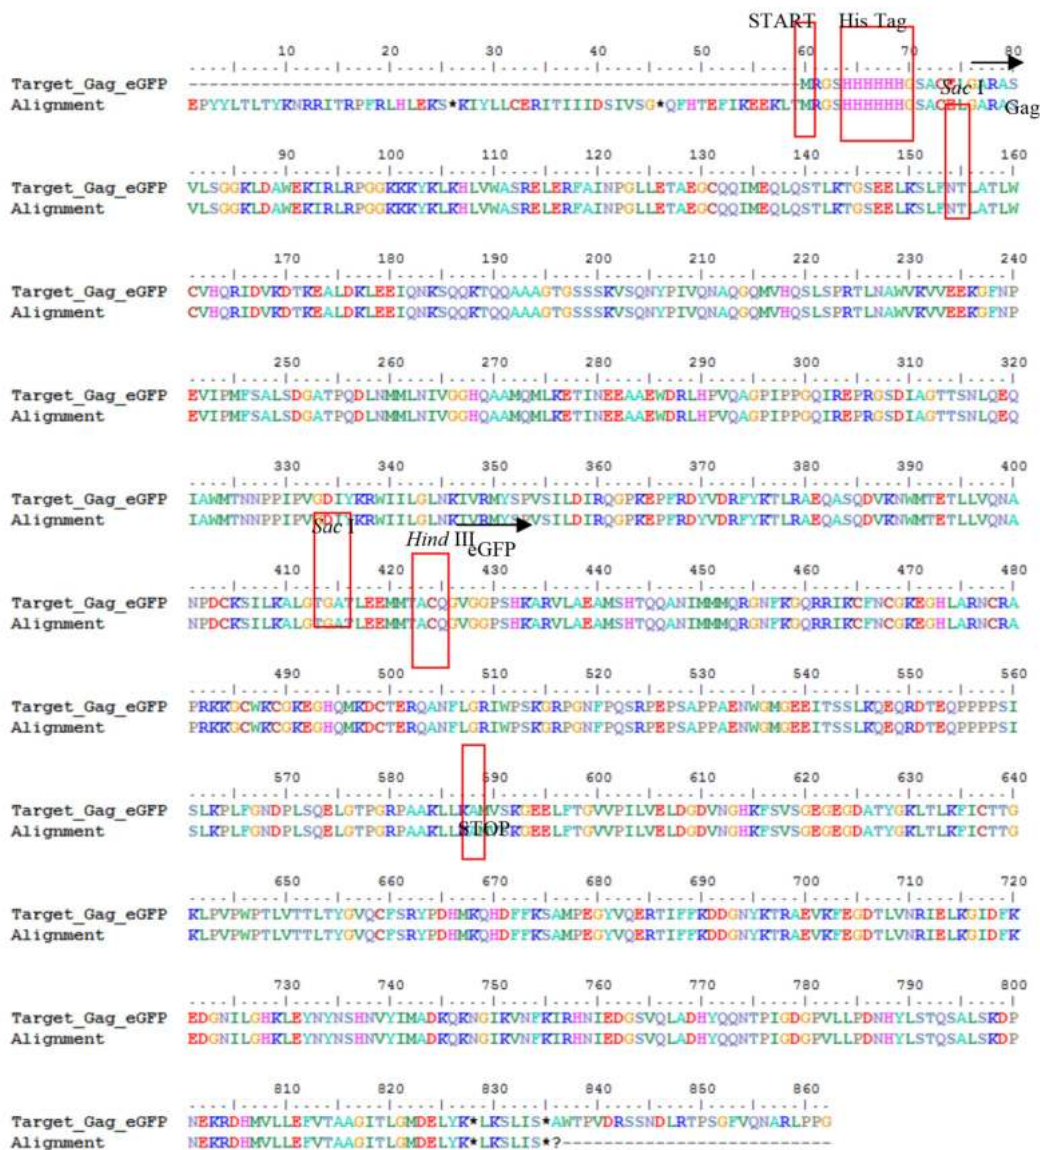 START His Tag
10 20 30 40 50 60 70 80
Target_Gag_eGFP -----------------------------------------------------------MRGSHHHHHHGSACELGARAS
Alignment EPYYLTLTYKNRRITRPFRLHLEKS*KIYLLCERITIIIDSIVSG*QFHTEFIKEEKLTMRGSHHHHHHGSACELGARAS
Sac I
Gag
90 100 110 120 130 140 150 160
Target_Gag_eGFP VLSGGKLDAWEKIRLRPGGKKKYKLKHLVWASRELERFAINPGLLETAEGCQQIMEQLQSTLKTGSEELKSLFNTLATLW
Alignment VLSGGKLDAWEKIRLRPGGKKKYKLKHLVWASRELERFAINPGLLETAEGCQQIMEQLQSTLKTGSEELKSLFNTLATLW
170 180 190 200 210 220 230 240
Target_Gag_eGFP CVHQRIDVKDTKEALDKLEEIQNKSQQKTQQAAAGTGSSSKVSQNYPIVQNAQGQMVHQSLSPRTLNAWVKVVEEKGFNP
Alignment CVHQRIDVKDTKEALDKLEEIQNKSQQKTQQAAAGTGSSSKVSQNYPIVQNAQGQMVHQSLSPRTLNAWVKVVEEKGFNP
250 260 270 280 290 300 310 320
Target_Gag_eGFP EVIPMFSALSDGATPQDLNMMLNIVGGHQAAMQMLKETINEEAAEWDRLHPVQAGPIPPGQIREPRGSDIAGTTSNLQEQ
Alignment EVIPMFSALSDGATPQDLNMMLNIVGGHQAAMQMLKETINEEAAEWDRLHPVQAGPIPPGQIREPRGSDIAGTTSNLQEQ
330 340 350 360 370 380 390 400
Target_Gag_eGFP IAWMTNNPPIPVGDIYKRWIILGLNKIVRMYSPVSILDIRQGPKEPFRDYVDRFYKTLRAEQASQDVKNWMTETLLVQNA
Alignment IAWMTNNPPIPVGDIYKRWIILGLNKIVRMYSPVSILDIRQGPKEPFRDYVDRFYKTLRAEQASQDVKNWMTETLLVQNA
Sac I Hind III eGFP
410 420 430 440 450 460 470 480
Target_Gag_eGFP NPDCKSILKALGTGATLEEMMTACQGVGGPSHKARVLAEAMSHTQQANIMMMQRGNFKGQRRIKCFNCGKEGHLARNCRA
Alignment NPDCKSILKALGTGATLEEMMTACQGVGGPSHKARVLAEAMSHTQQANIMMMQRGNFKGQRRIKCFNCGKEGHLARNCRA
490 500 510 520 530 540 550 560
Target_Gag_eGFP PRKKGCWKCGKEGHQMKDCTERQANFLGRIWPSKGRPGNFPQSRPEPSAPPAENWGMGEEITSSLKQEQRDTEQPPPPSI
Alignment PRKKGCWKCGKEGHQMKDCTERQANFLGRIWPSKGRPGNFPQSRPEPSAPPAENWGMGEEITSSLKQEQRDTEQPPPPSI
570 580 590 600 610 620 630 640
Target_Gag_eGFP SLKPLFGNDPLSQELGTPGRPAAKLLKAMVSKGEELFTGVVPILVELDGDVNGHKFSVSGEGEGDATYGKLTLKFICTTG
Alignment SLKPLFGNDPLSQELGTPGRPAAKLLKAMVSKGEELFTGVVPILVELDGDVNGHKFSVSGEGEGDATYGKLTLKFICTTG
STOP
650 660 670 680 690 700 710 720
Target_Gag_eGFP KLPVPWPTLVTTLTYGVQCFSRYPDHMKQHDFFKSAMPEGYVQERTIFFKDDGNYKTRAEVKFEGDTLVNRIELKGIDFK
Alignment KLPVPWPTLVTTLTYGVQCFSRYPDHMKQHDFFKSAMPEGYVQERTIFFKDDGNYKTRAEVKFEGDTLVNRIELKGIDFK
730 740 750 760 770 780 790 800
Target_Gag_eGFP EDGNILGHKLEYNYNSHNVYIMADKQKNGIKVNFKIRHNIEDGSVQLADHYQQNTPIGDGPVLLPDNHYLSTQSALSKDP
Alignment EDGNILGHKLEYNYNSHNVYIMADKQKNGIKVNFKIRHNIEDGSVQLADHYQQNTPIGDGPVLLPDNHYLSTQSALSKDP
810 820 830 840 850 860
Target_Gag_eGFP NEKRDHMVLLEFVTAAGITLGMDELYK*LKSLIS*AWTPVDRSSNDLRTPSGFVQNARLPPG
Alignment NEKRDHMVLLEFVTAAGITLGMDELYK*LKSLIS*?--------------------------